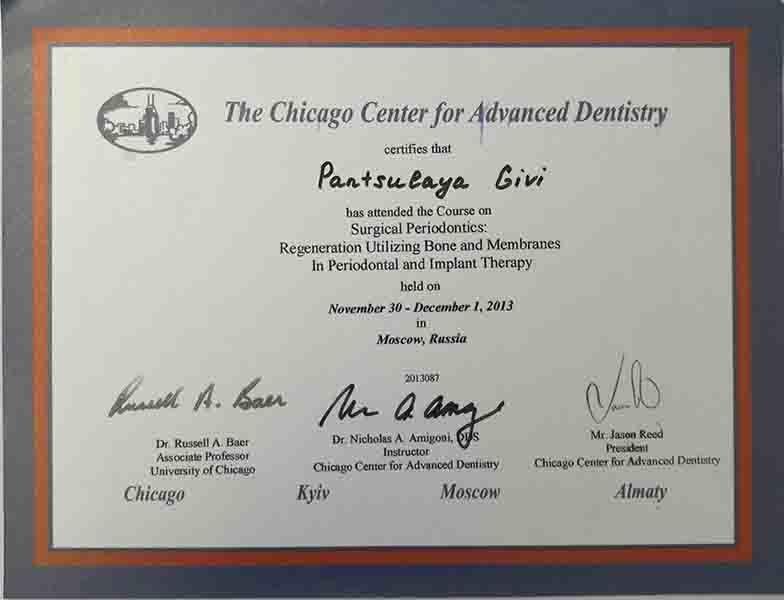 The Chicago Center for Advanced Dentistry
certifies that
Pantsulaya Givi
has attended the Course on
Surgical Periodontics:
Regeneration Utilizing Bone and Membranes
In Periodontal and Implant Therapy
held on
November 30 - December 1, 2013
in
Moscow, Russia
2013087
Russell A. Baer
Dr. Russell A. Baer
Associate Professor
University of Chicago
Dr. Nicholas A. Amigoni, DDS
Instructor
Chicago Center for Advanced Dentistry
Mr. Jason Reed
President
Chicago Center for Advanced Dentistry
Chicago Kyiv Moscow Almaty